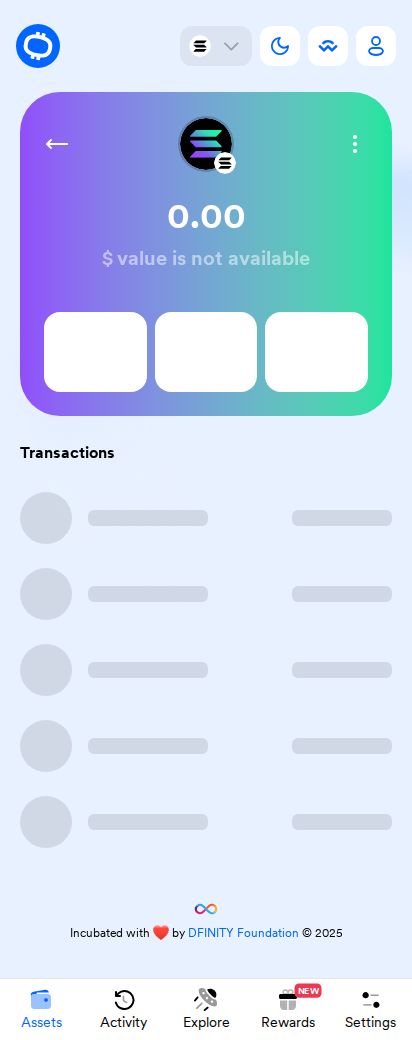 0.00
$ value is not available
Transactions
Incubated with ❤️ by DFINITY Foundation © 2025
NEW
Assets Activity Explore Rewards Settings